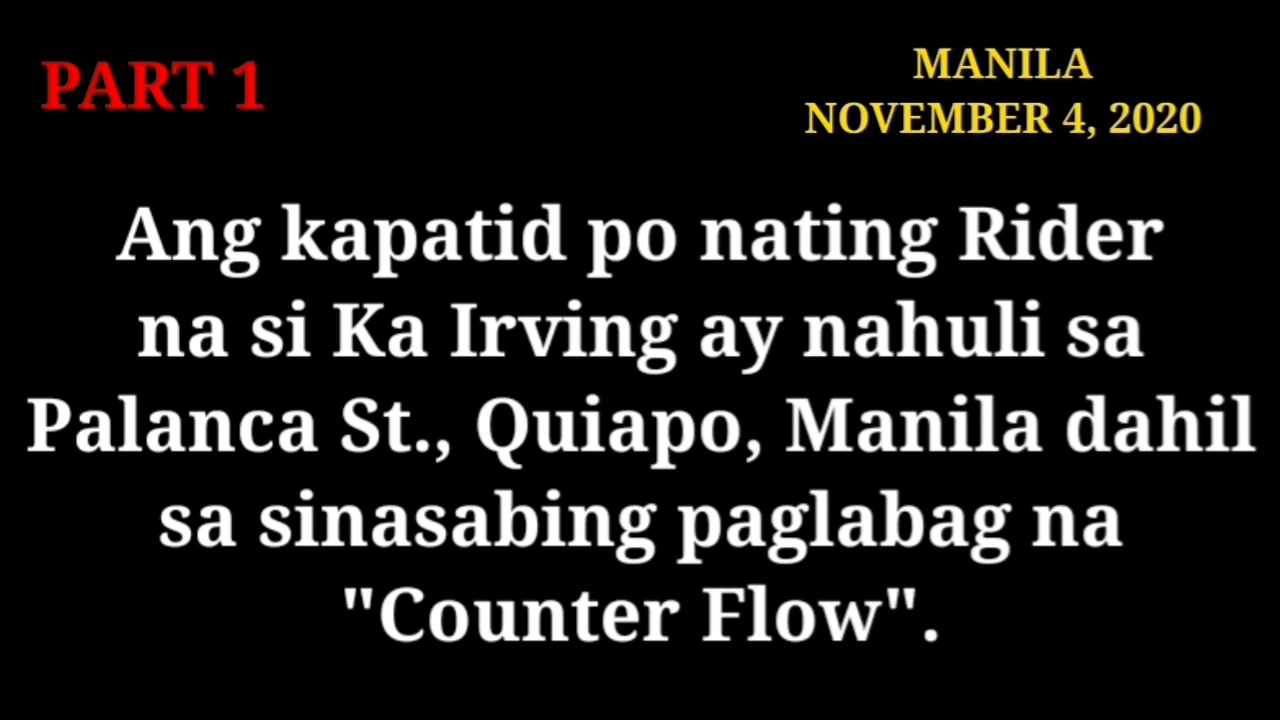 PART 1
MANILA
NOVEMBER 4, 2020
Ang kapatid po nating Rider
na si Ka Irving ay nahuli sa
Palanca St., Quiapo, Manila dahil
sa sinasabing paglabag na
"Counter Flow".